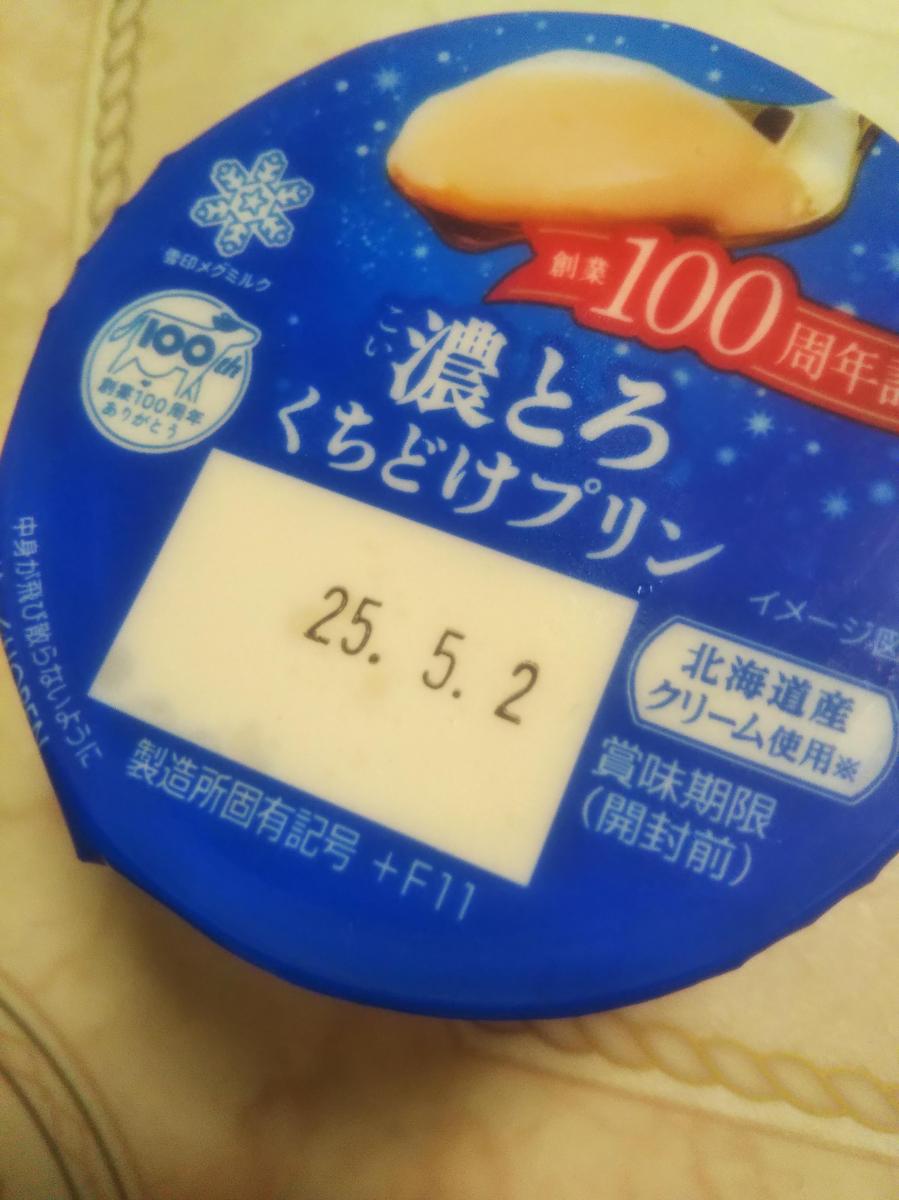 雪印メグミルク
創業100周年記
100th
創業100周年
ありがとう
こい
濃とろ
くちどけプリン
25. 5. 2
イメージ図
北海道産
クリーム使用※
賞味期限
(開封前)
製造所固有記号 +F11
中身が飛び散らないように